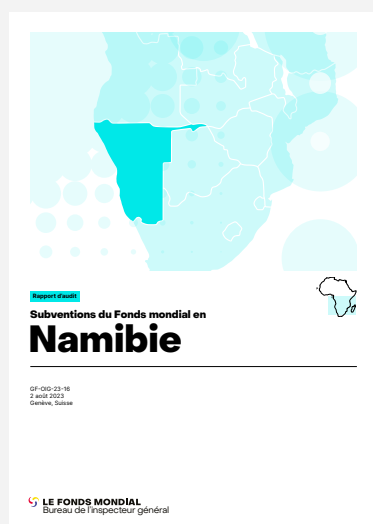 Rapport d'audit
Subventions du Fonds mondial en
Namibie
GF-OIG-23-16
2 août 2023
Genève, Suisse
LE FONDS MONDIAL
Bureau de l'inspecteur général